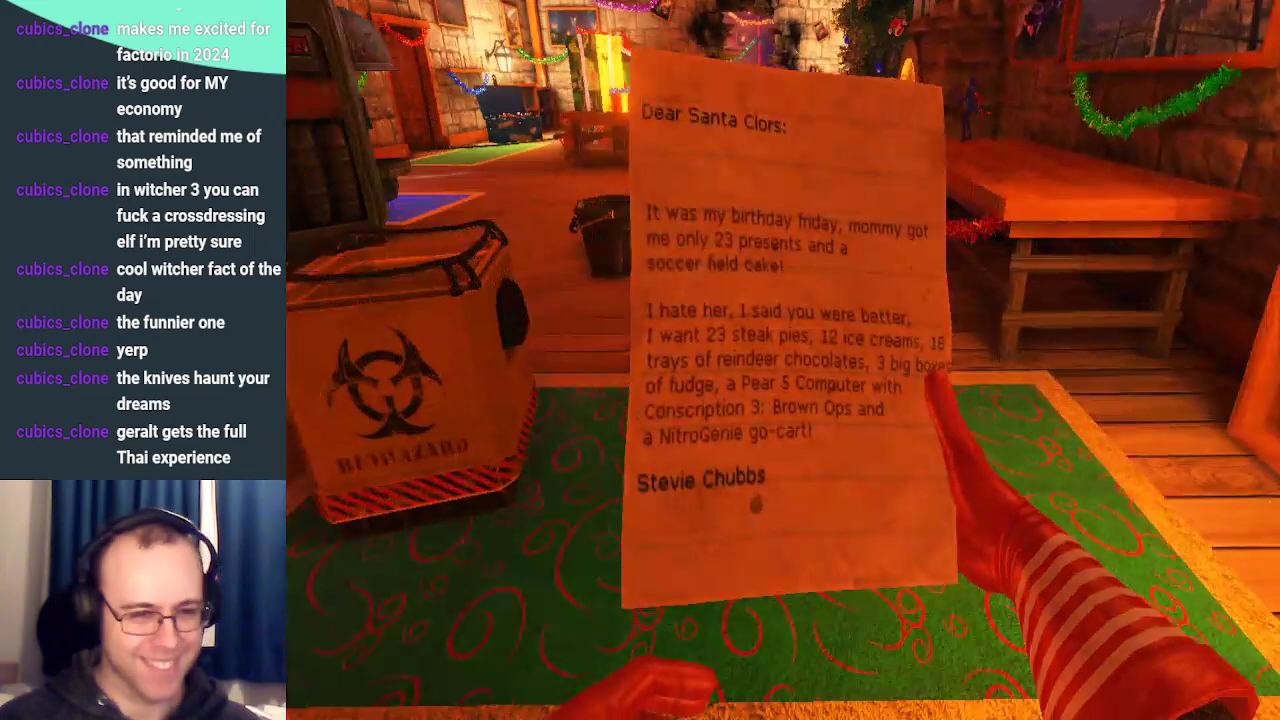 cubics_clone makes me excited for
factorio in 2024
cubics_clone it's good for MY
economy
cubics_clone that reminded me of
something
cubics_clone in witcher 3 you can
fuck a crossdressing
elf i'm pretty sure
cubics_clone cool witcher fact of the
day
cubics_clone the funnier one
cubics_clone yerp
cubics_clone the knives haunt your
dreams
cubics_clone geralt gets the full
Thai experience
Dear Santa Clors:
It was my birthday friday, mommy got
me only 23 presents and a
soccer field cake!
I hate her, I said you were better,
I want 23 steak pies, 12 ice creams, 18
trays of reindeer chocolates, 3 big boxes
of fudge, a Pear 5 Computer with
Conscription 3: Brown Ops and
a NitroGenie go-cart!
Stevie Chubbs
BIOHAZARD